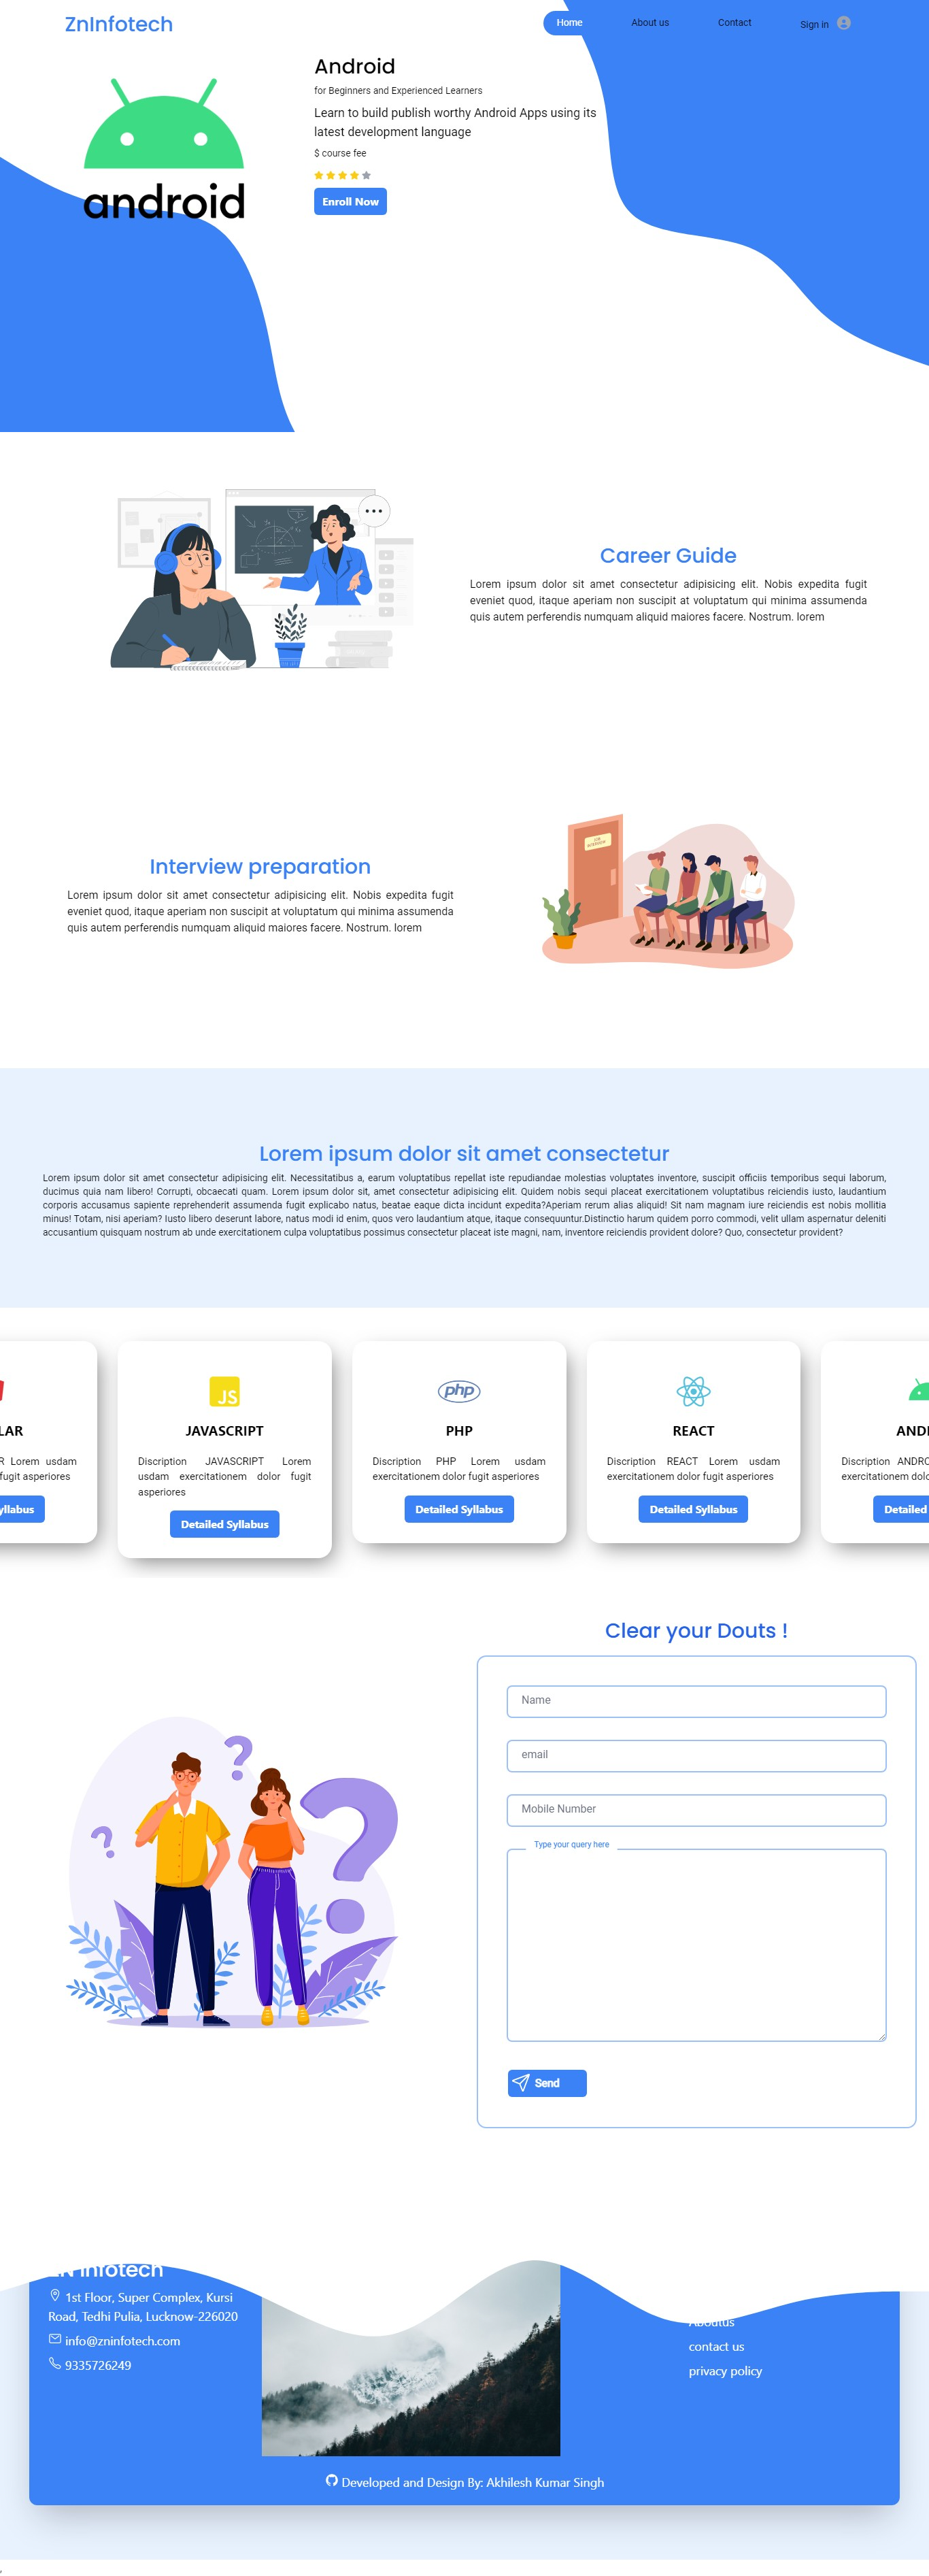 ZnInfotech
Home
About us
Contact
Sign in
android
Android
for Beginners and Experienced Learners
Learn to build publish worthy Android Apps using its
latest development language
$ course fee
Enroll Now
Career Guide
Lorem ipsum dolor sit amet consectetur adipisicing elit. Nobis expedita fugit
eveniet quod, itaque aperiam non suscipit at voluptatum qui minima assumenda
quis autem perferendis numquam aliquid maiores facere. Nostrum. lorem
Interview preparation
Lorem ipsum dolor sit amet consectetur adipisicing elit. Nobis expedita fugit
eveniet quod, itaque aperiam non suscipit at voluptatum qui minima assumenda
quis autem perferendis numquam aliquid maiores facere. Nostrum. lorem
Lorem ipsum dolor sit amet consectetur
Lorem ipsum dolor sit amet consectetur adipisicing elit. Necessitatibus a, earum voluptatibus repellat iste repudiandae molestias voluptates inventore, suscipit officiis temporibus sequi laborum,
ducimus quia nam libero! Corrupti, obcaecati quam. Lorem ipsum dolor sit, amet consectetur adipisicing elit. Quidem nobis sequi placeat exercitationem voluptatibus reiciendis iusto, laudantium
corporis accusamus sapiente reprehenderit assumenda fugit explicabo natus, beatae eaque dicta incidunt expedita?Aperiam rerum alias aliquid! Sit nam magnam iure reiciendis est nobis mollitia
minus! Totam, nisi aperiam? Iusto libero deserunt labore, natus modi id enim, quos vero laudantium atque, itaque consequuntur.Distinctio harum quidem porro commodi, velit ullam aspernatur deleniti
accusantium quisquam nostrum ab unde exercitationem culpa voluptatibus possimus consectetur placeat iste magni, nam, inventore reiciendis provident dolore? Quo, consectetur provident?
LAR
R Lorem usdam
fugit asperiores
yllabus
JS
JAVASCRIPT
Discription JAVASCRIPT Lorem
usdam exercitationem dolor fugit
asperiores
Detailed Syllabus
php
PHP
Discription PHP Lorem usdam
exercitationem dolor fugit asperiores
Detailed Syllabus
REACT
Discription REACT Lorem usdam
exercitationem dolor fugit asperiores
Detailed Syllabus
AND
Discription ANDRO
exercitationem dol
Detailed
Clear your Douts !
Name
email
Mobile Number
Type your query here
Send
ZN Infotech
1st Floor, Super Complex, Kursi
Road, Tedhi Pulia, Lucknow-226020
info@zninfotech.com
9335726249
Aboutus
contact us
privacy policy
Developed and Design By: Akhilesh Kumar Singh